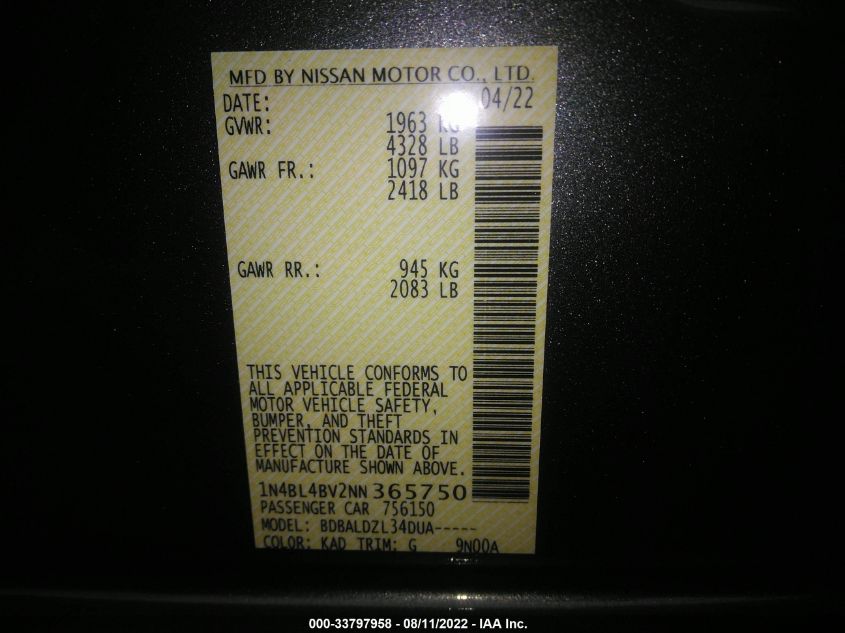 MFD BY NISSAN MOTOR CO., LTD.
DATE: 04/22
GVWR: 1963 KG
4328 LB
GAWR FR.: 1097 KG
2418 LB
GAWR RR.: 945 KG
2083 LB
THIS VEHICLE CONFORMS TO
ALL APPLICABLE FEDERAL
MOTOR VEHICLE SAFETY,
BUMPER, AND THEFT
PREVENTION STANDARDS IN
EFFECT ON THE DATE OF
MANUFACTURE SHOWN ABOVE.
1N4BL4BV2NN365750
PASSENGER CAR 756150
MODEL: BDBALDZL34DUA-----
COLOR: KAD TRIM: G 9N00A
000-33797958 - 08/11/2022 - IAA Inc.